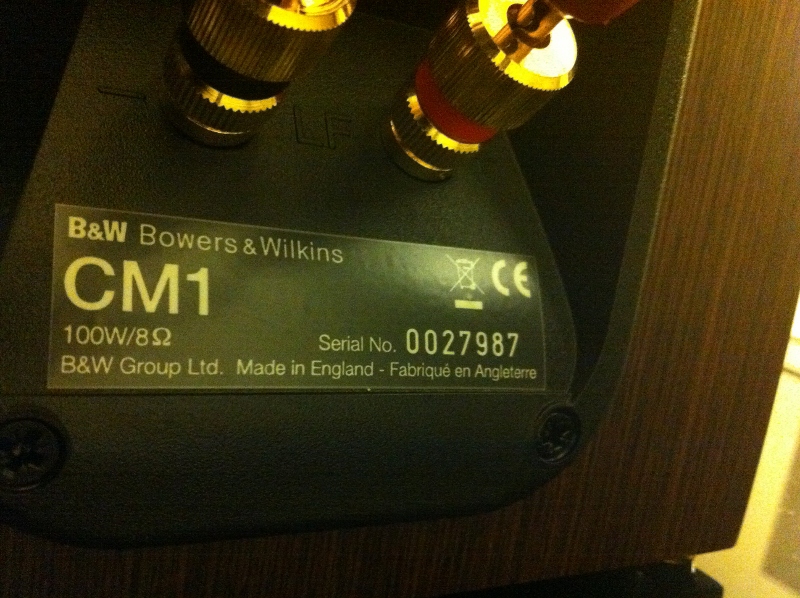 - LF
B&W Bowers & Wilkins
CM1
CE
100W/8Ω
Serial No. 0027987
B&W Group Ltd. Made in England - Fabriqué en Angleterre